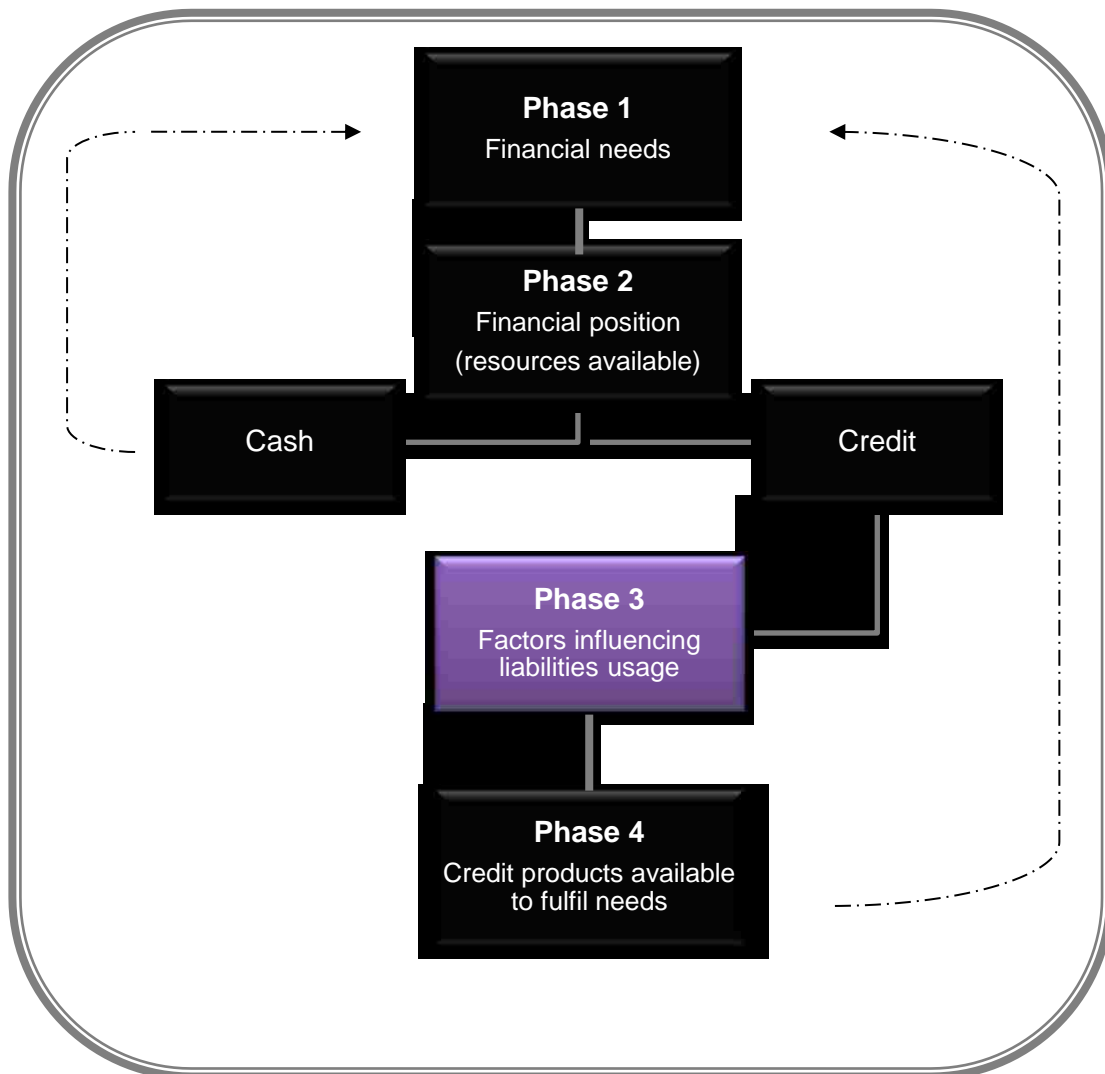 Phase 1
Financial needs
Phase 2
Financial position
(resources available)
Cash
Credit
Phase 3
Factors influencing
liabilities usage
Phase 4
Credit products available
to fulfil needs